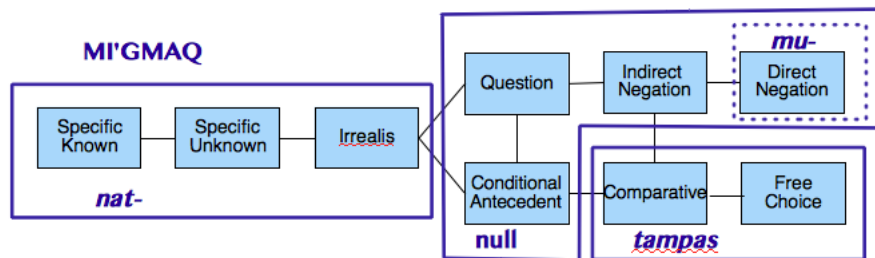 MI'GMAQ
mu-
Question
Indirect
Negation
Direct
Negation
Specific
Known
Specific
Unknown
Irrealis
nat-
Conditional
Antecedent
Comparative
Free
Choice
null
tampas